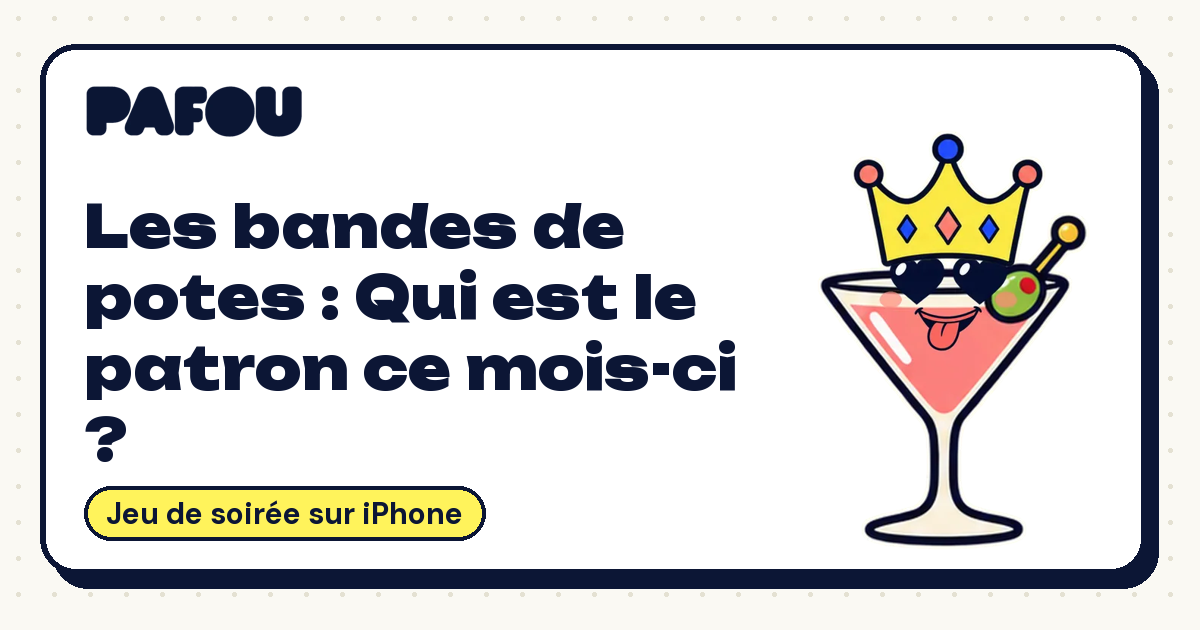 PAFOU
Les bandes de
potes : Qui est le
patron ce mois-ci
?
Jeu de soirée sur iPhone